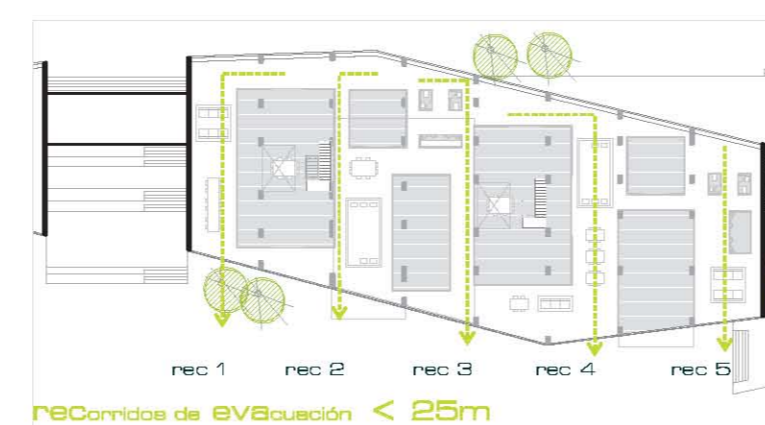 rec 1 rec 2 rec 3 rec 4 rec 5
recorridos de evacuación < 25m